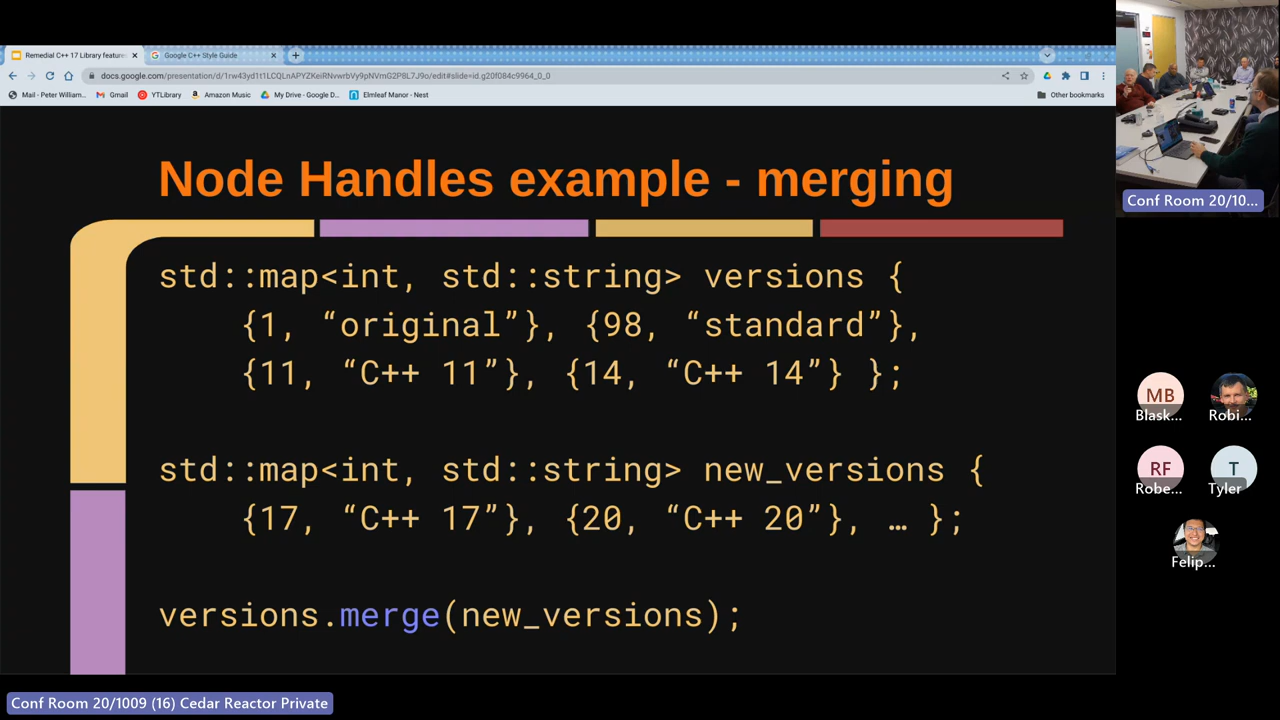 Remedial C++ 17 Library feature
Google C++ Style Guide
docs.google.com/presentation/d/1rw43yd1t1LCQLnAPYZKeiRNvwrbVy9pNVmG2P8L7J9o/edit#slide=id.g20f084c9964_0_0
Mail - Peter William...
Gmail
YTLibrary
Amazon Music
My Drive - Google D...
Elmleaf Manor - Nest
Other bookmarks
Node Handles example - merging
std::map<int, std::string> versions {
{1, “original”}, {98, “standard”},
{11, “C++ 11”}, {14, “C++ 14”} };
std::map<int, std::string> new_versions {
{17, “C++ 17”}, {20, “C++ 20”}, … };
versions.merge(new_versions);
Conf Room 20/10...
MB
Blask...
Robi...
RF
Robe...
T
Tyler
Felip...
Conf Room 20/1009 (16) Cedar Reactor Private